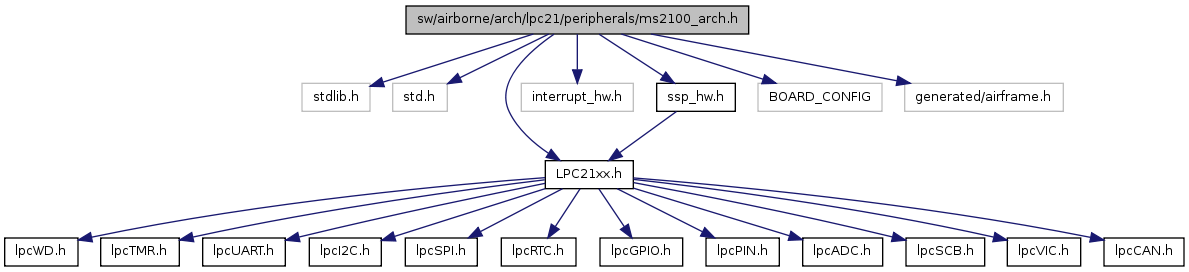 sw/airborne/arch/lpc21/peripherals/ms2100_arch.h
stdlib.h
std.h
interrupt_hw.h
ssp_hw.h
BOARD_CONFIG
generated/airframe.h
LPC21xx.h
lpcWD.h
lpcTMR.h
lpcUART.h
lpcI2C.h
lpcSPI.h
lpcRTC.h
lpcGPIO.h
lpcPIN.h
lpcADC.h
lpcSCB.h
lpcVIC.h
lpcCAN.h